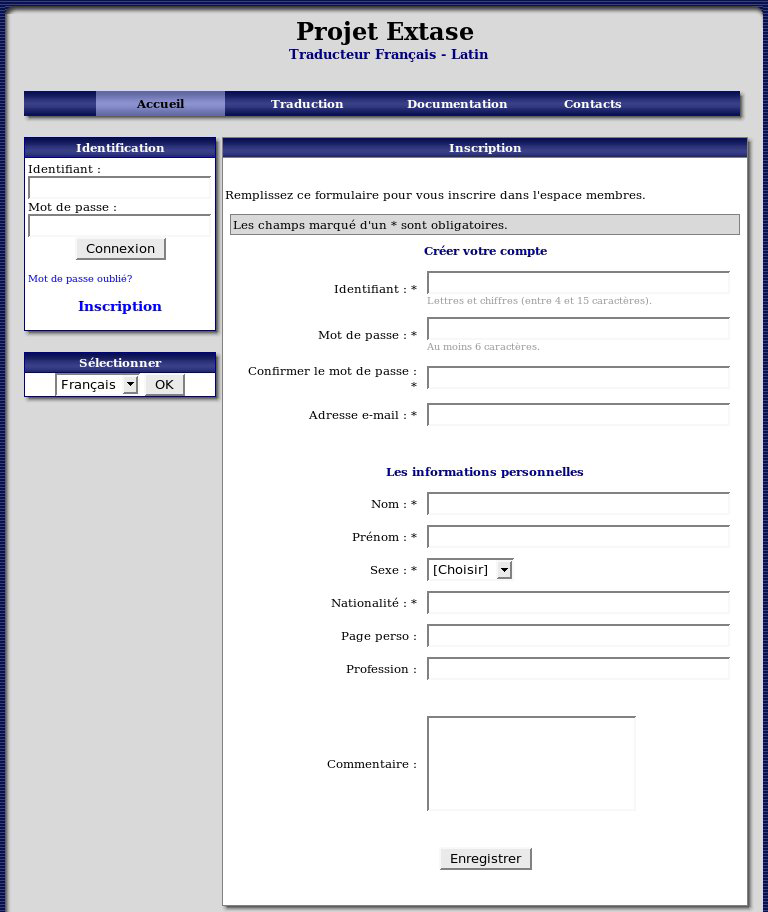 Projet Extase
Traducteur Français - Latin
Accueil Traduction Documentation Contacts
Identification
Identifiant :
Mot de passe :
Connexion
Mot de passe oublié?
Inscription
Sélectionner
Français OK
Inscription
Remplissez ce formulaire pour vous inscrire dans l'espace membres.
Les champs marqué d'un * sont obligatoires.
Créer votre compte
Identifiant : *
Lettres et chiffres (entre 4 et 15 caractères).
Mot de passe : *
Au moins 6 caractères.
Confirmer le mot de passe :
*
Adresse e-mail : *
Les informations personnelles
Nom : *
Prénom : *
Sexe : * [Choisir]
Nationalité : *
Page perso :
Profession :
Commentaire :
Enregistrer